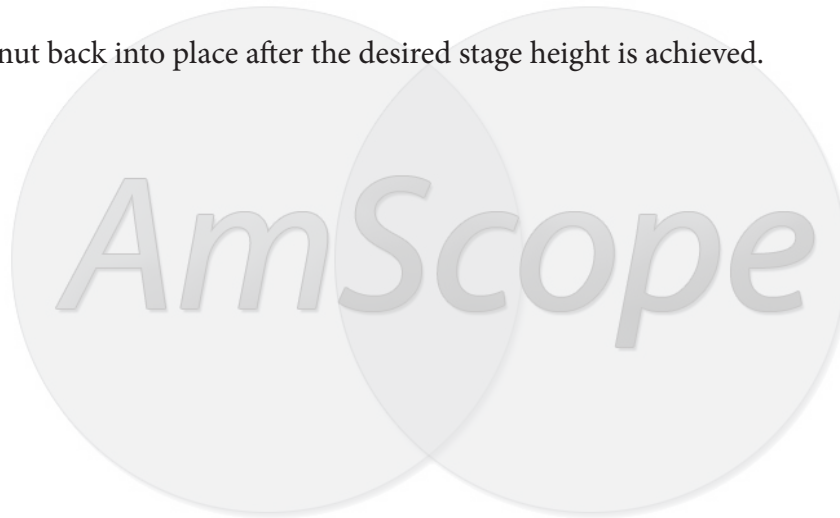 nut back into place after the desired stage height is achieved.
AmScope